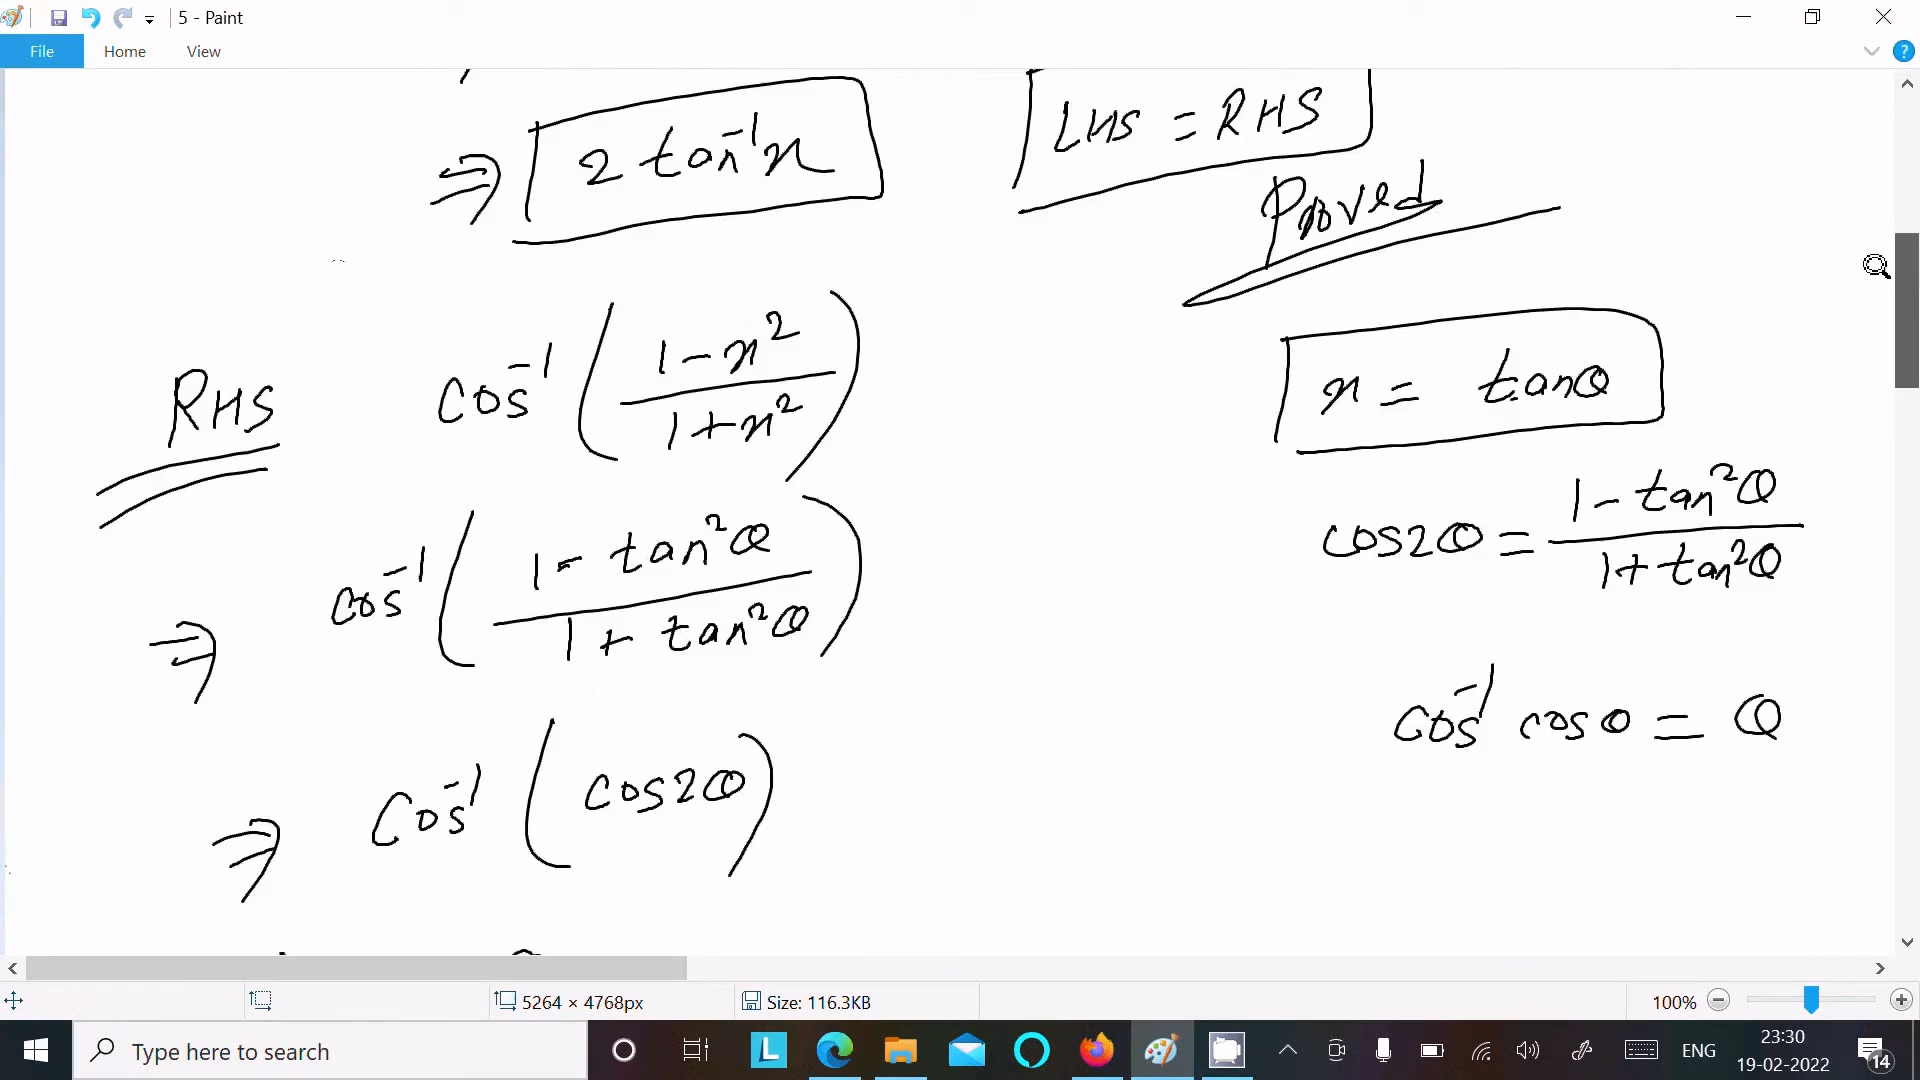 5 - Paint
File Home View
⇒ 2 tan⁻¹x
LHS = RHS
Proved
RHS cos⁻¹((1-x²)/(1+x²))
x = tanθ
cos2θ = (1-tan²θ)/(1+tan²θ)
⇒ cos⁻¹((1-tan²θ)/(1+tan²θ))
cos⁻¹ cosθ = θ
⇒ cos⁻¹(cos2θ)
5264 × 4768px Size: 116.3KB 100%
Type here to search
L
ENG
23:30
19-02-2022
14